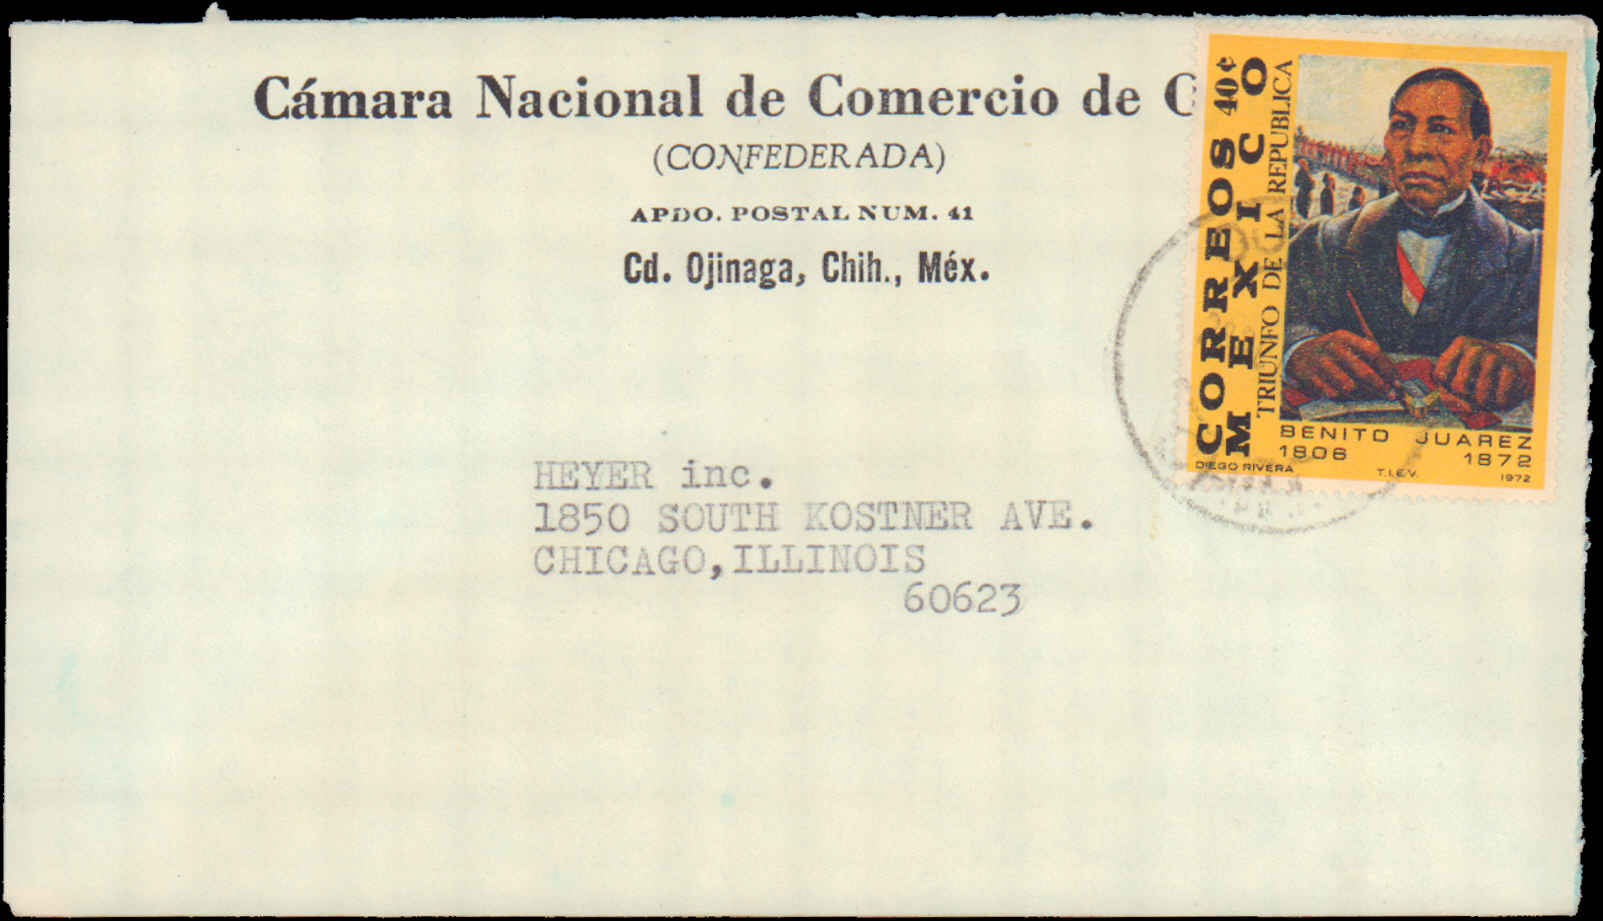 Cámara Nacional de Comercio de
(CONFEDERADA)
APDO. POSTAL NUM. 41
Cd. Ojinaga, Chih., Méx.
CORREOS 40¢
MEXICO
TRIUNFO DE LA REPUBLICA
BENITO JUAREZ
1806 1872
DIEGO RIVERA T.I.E.V. 1972
HEYER inc.
1850 SOUTH KOSTNER AVE.
CHICAGO, ILLINOIS
60623